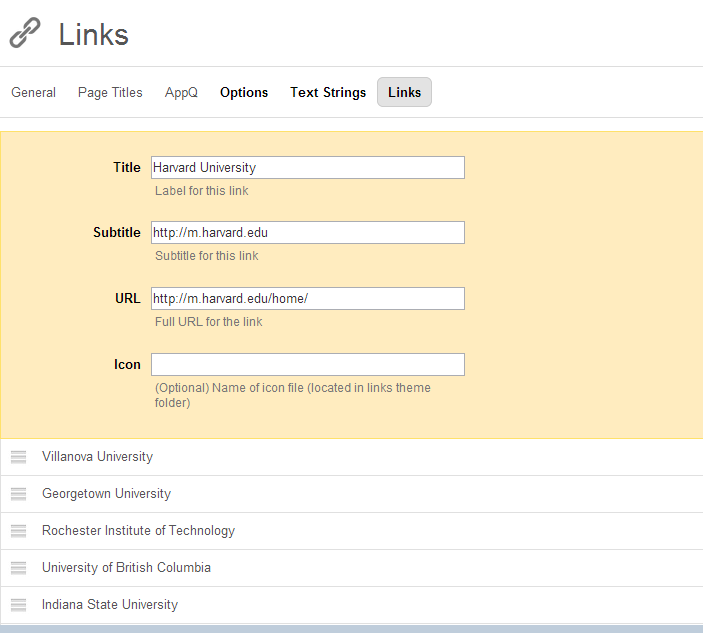 Links
General Page Titles AppQ Options Text Strings Links
Title Harvard University
Label for this link
Subtitle http://m.harvard.edu
Subtitle for this link
URL http://m.harvard.edu/home/
Full URL for the link
Icon
(Optional) Name of icon file (located in links theme
folder)
Villanova University
Georgetown University
Rochester Institute of Technology
University of British Columbia
Indiana State University